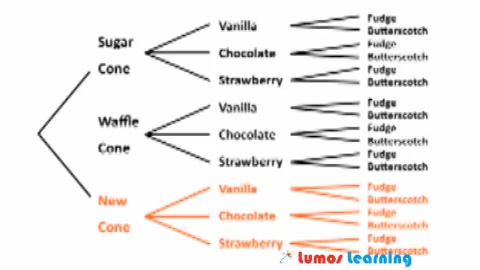 Sugar
Cone
Vanilla
Fudge
Butterscotch
Chocolate
Fudge
Butterscotch
Strawberry
Fudge
Butterscotch
Waffle
Cone
Vanilla
Fudge
Butterscotch
Chocolate
Fudge
Butterscotch
Strawberry
Fudge
Butterscotch
New
Cone
Vanilla
Fudge
Butterscotch
Chocolate
Fudge
Butterscotch
Strawberry
Fudge
Butterscotch
Lumos Learning